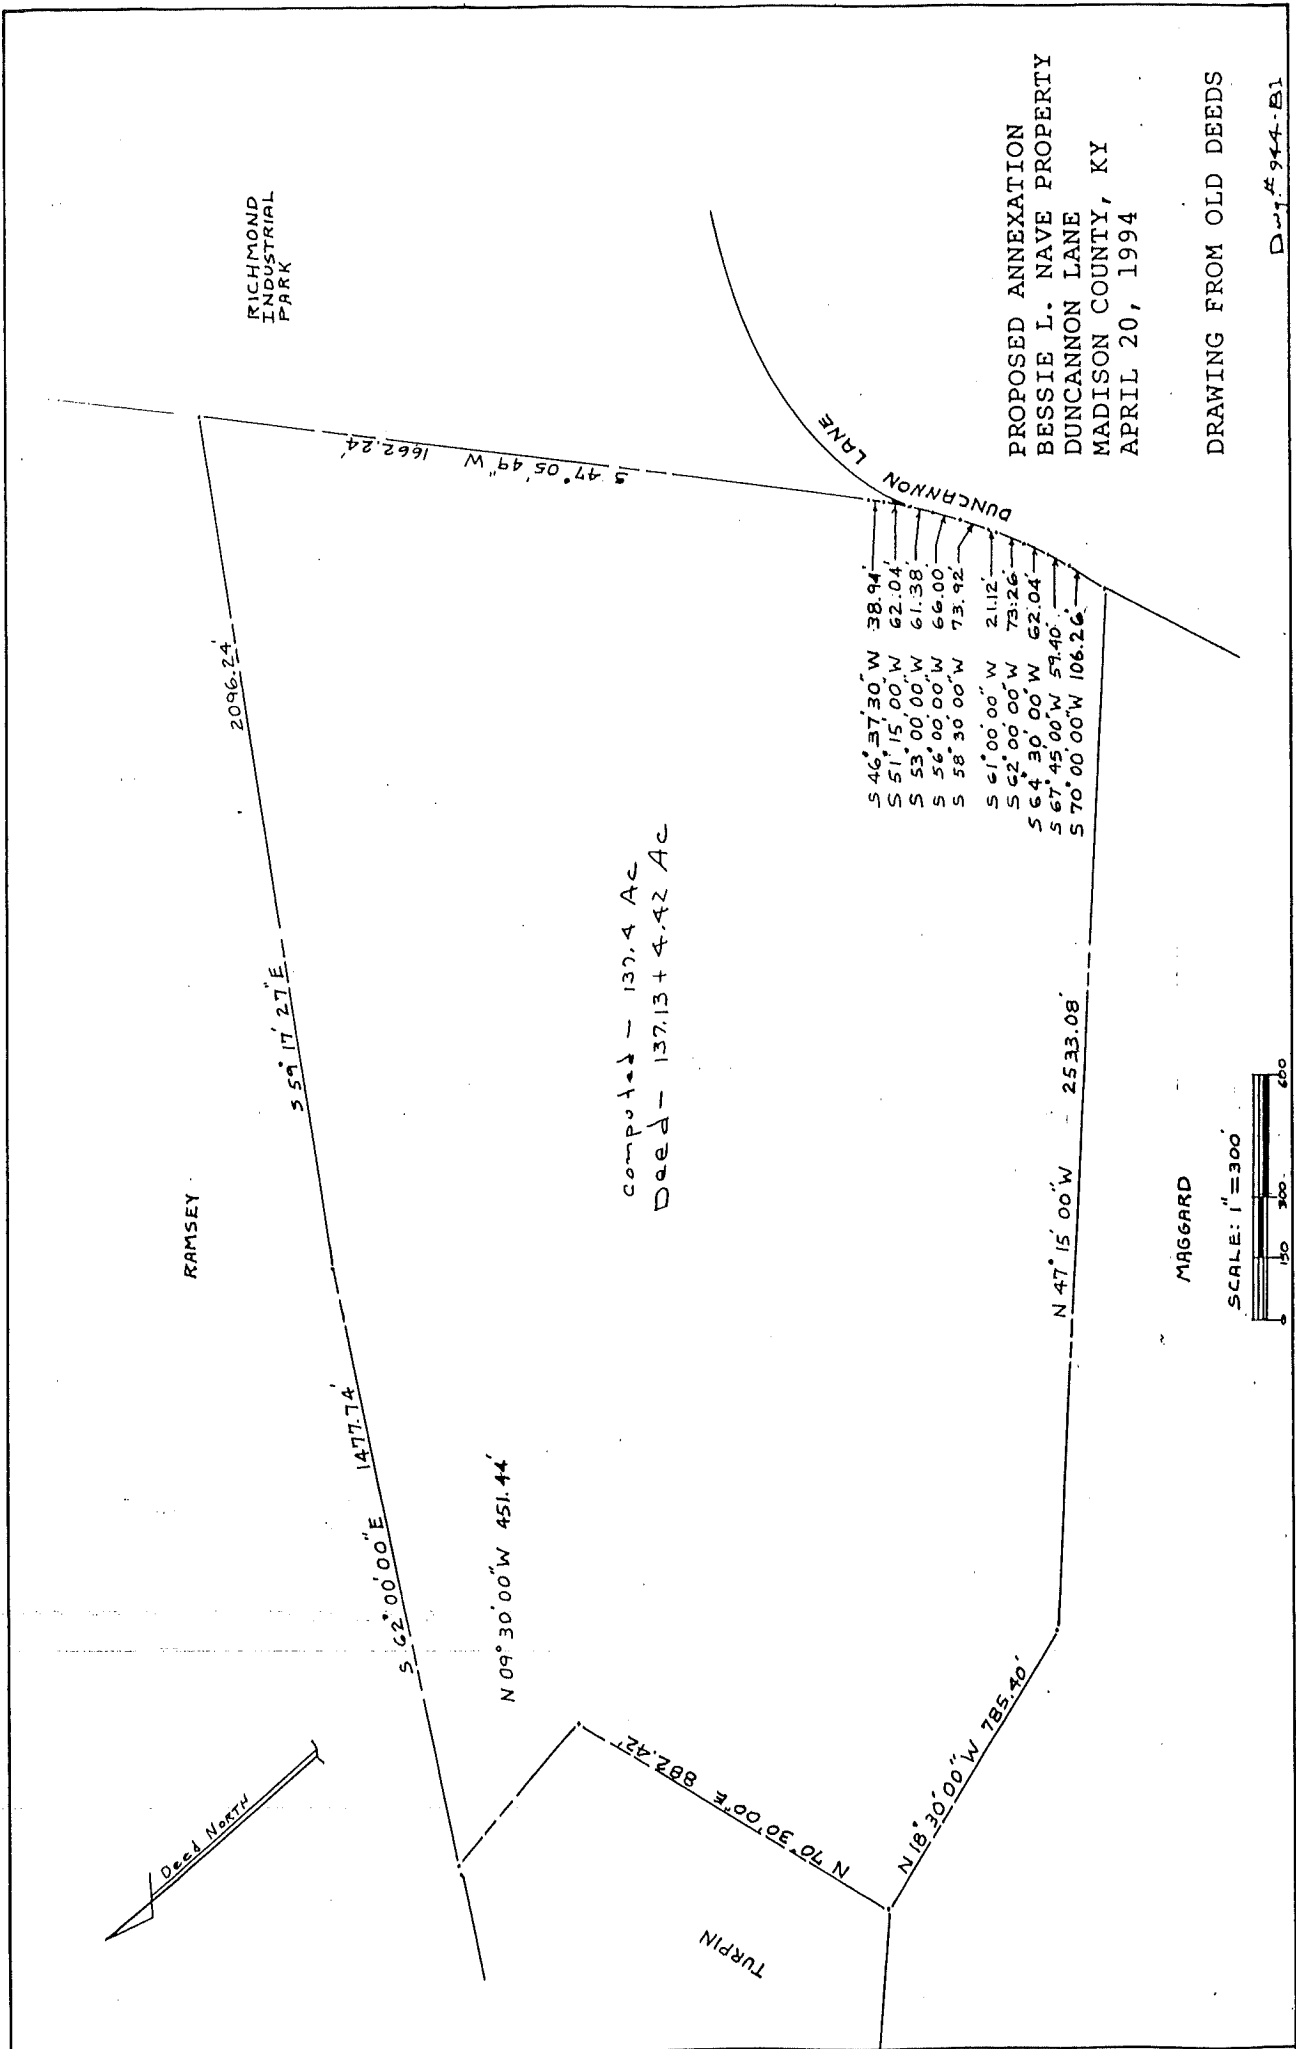 RICHMOND
INDUSTRIAL
PARK
RAMSEY
Deed NORTH
S 62° 00' 00" E 1477.74'
S 59° 17' 27" E 2096.24'
S 47° 05' 49" W 1662.24'
DUNCANNON LANE
S 46° 37' 30" W 38.94'
S 51° 15' 00" W 62.04'
S 53° 00' 00" W 61.38'
S 56° 00' 00" W 66.00'
S 58° 30' 00" W 73.92'
S 61° 00' 00" W 21.12'
S 62° 00' 00" W 73.26'
S 64° 30' 00" W 62.04'
S 67° 45' 00" W 59.40'
S 70° 00' 00" W 106.26'
N 47° 15' 00" W 2533.08'
N 18° 30' 00" W 785.40'
N 70° 30' 00" E 882.42'
N 09° 30' 00" W 451.44'
TURPIN
computed - 137.4 Ac
Deed - 137.13 + 4.42 Ac
MAGGARD
SCALE: 1" = 300'
0 150 300 600
PROPOSED ANNEXATION
BESSIE L. NAVE PROPERTY
DUNCANNON LANE
MADISON COUNTY, KY
APRIL 20, 1994
DRAWING FROM OLD DEEDS
Dwg.# 944-B1